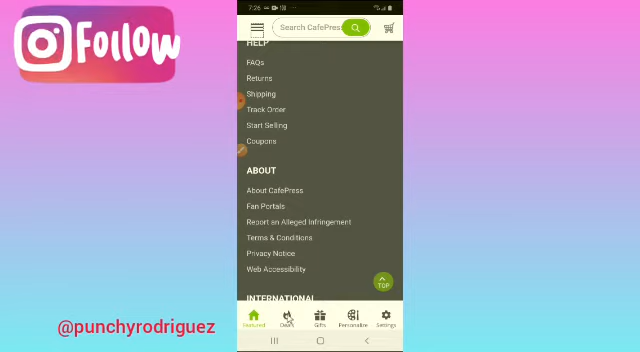 7:26
Follow
Search CafePress
HELP
FAQs
Returns
Shipping
Track Order
Start Selling
Coupons
ABOUT
About CafePress
Fan Portals
Report an Alleged Infringement
Terms & Conditions
Privacy Notice
Web Accessibility
TOP
INTERNATIONAL
Featured Deals Gifts Personalize Settings
@punchyrodriguez